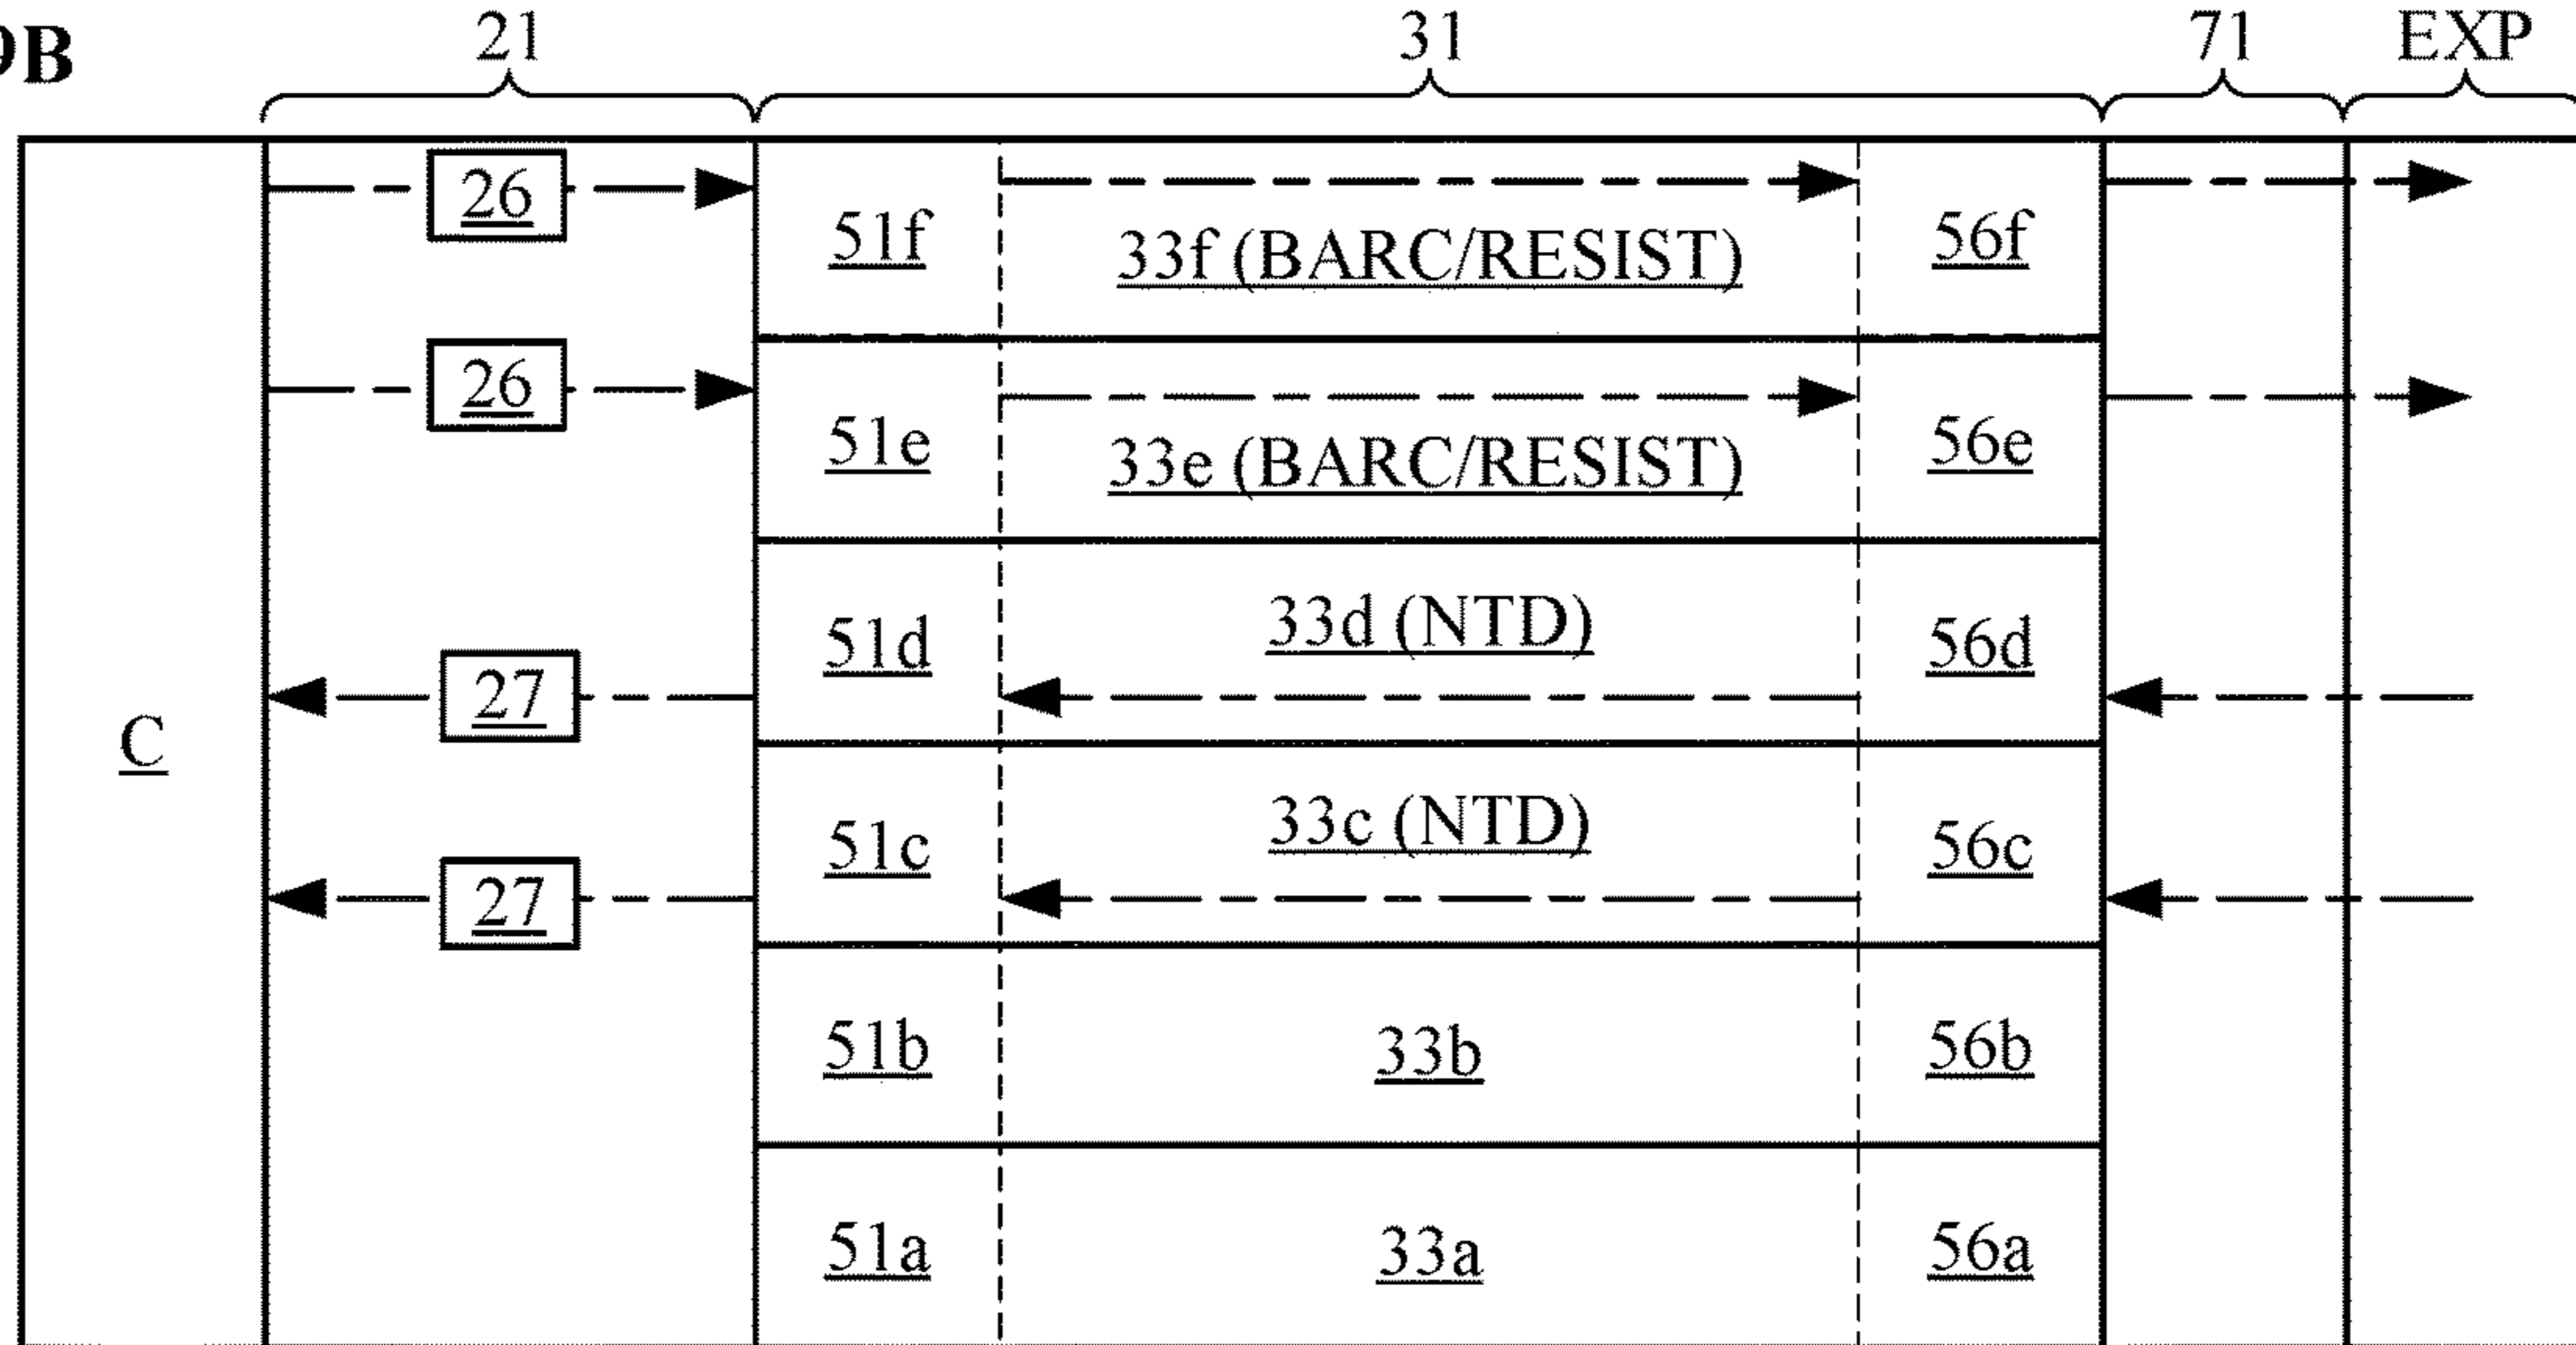 9B
21 31 71 EXP
26 51f 33f (BARC/RESIST) 56f
26 51e 33e (BARC/RESIST) 56e
51d 33d (NTD) 56d
27
C
51c 33c (NTD) 56c
27
51b 33b 56b
51a 33a 56a